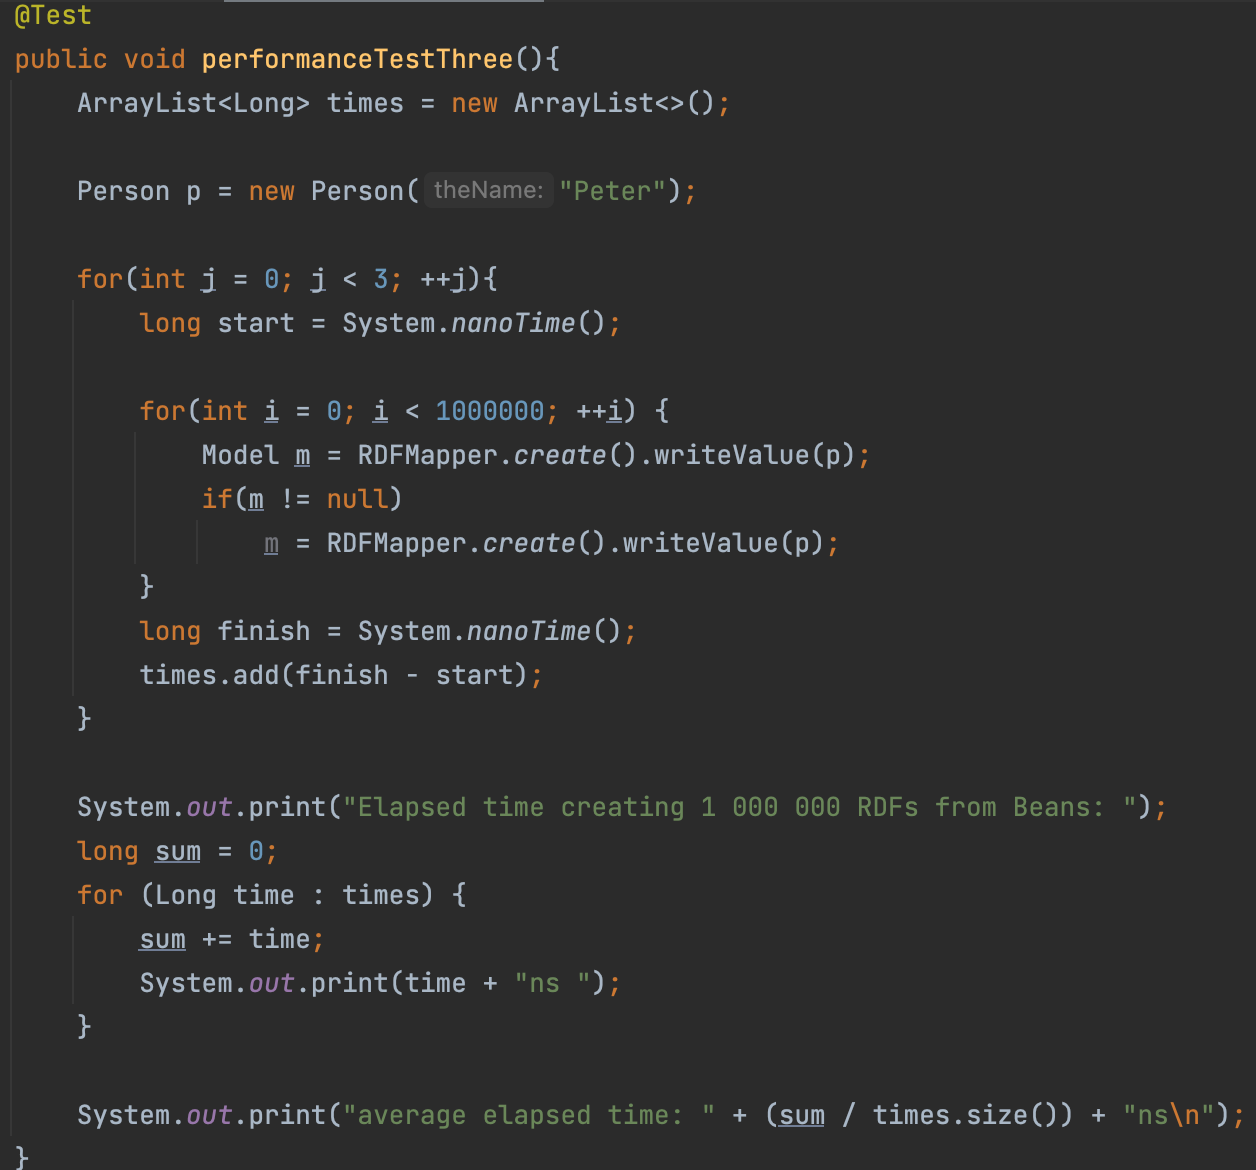 @Test
public void performanceTestThree(){
    ArrayList<Long> times = new ArrayList<>();

    Person p = new Person( theName: "Peter");

    for(int j = 0; j < 3; ++j){
        long start = System.nanoTime();

        for(int i = 0; i < 1000000; ++i) {
            Model m = RDFMapper.create().writeValue(p);
            if(m != null)
                m = RDFMapper.create().writeValue(p);
        }
        long finish = System.nanoTime();
        times.add(finish - start);
    }

    System.out.print("Elapsed time creating 1 000 000 RDFs from Beans: ");
    long sum = 0;
    for (Long time : times) {
        sum += time;
        System.out.print(time + "ns ");
    }

    System.out.print("average elapsed time: " + (sum / times.size()) + "ns\n");
}